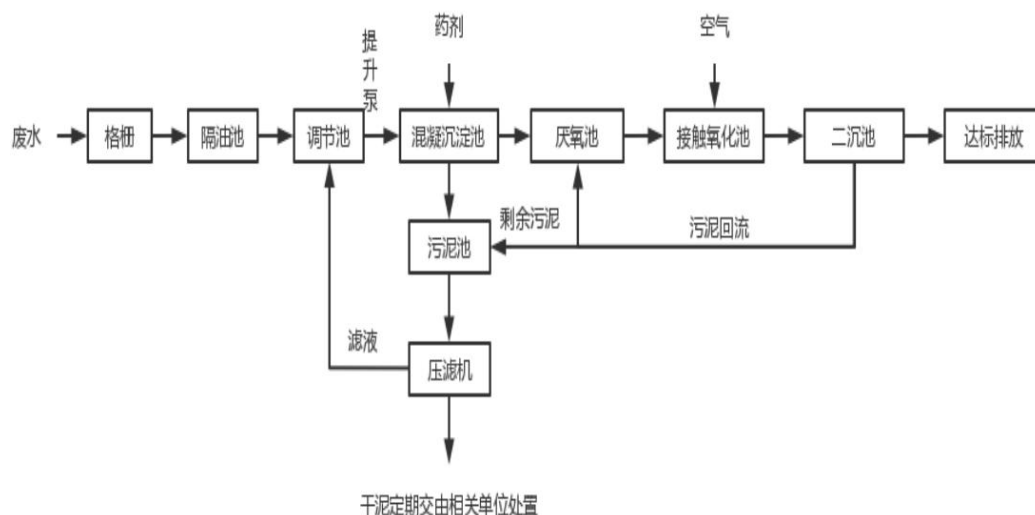 药剂
空气
提升泵
废水
格栅
隔油池
调节池
混凝沉淀池
厌氧池
接触氧化池
二沉池
达标排放
剩余污泥
污泥回流
污泥池
滤液
压滤机
干泥定期交由相关单位处置